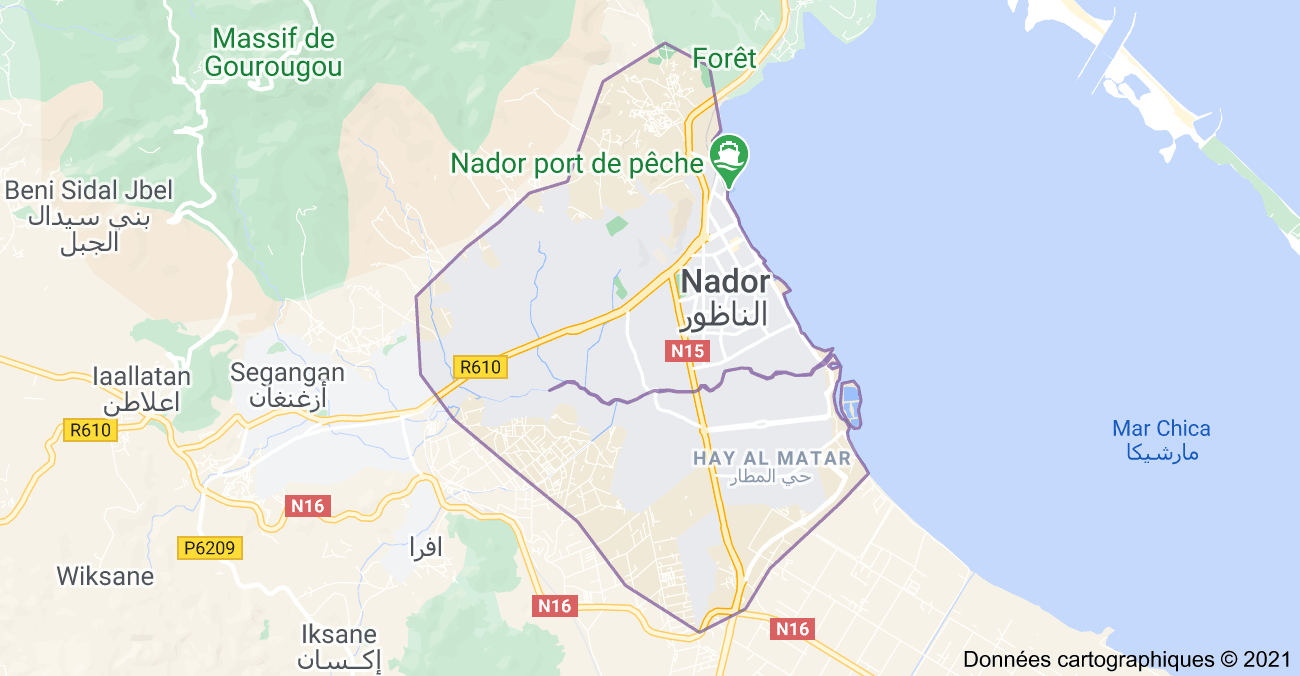 Massif de
Gourougou
Forêt
Nador port de pêche
Beni Sidal Jbel
بني سيدال
الجبل
Nador
الناظور
N15
R610
Iaallatan
اعلاطن
Segangan
أزغنغان
R610
Mar Chica
مارشيكا
HAY AL MATAR
حي المطار
N16
P6209
افرا
Wiksane
N16
N16
Iksane
إكــسان
Données cartographiques © 2021